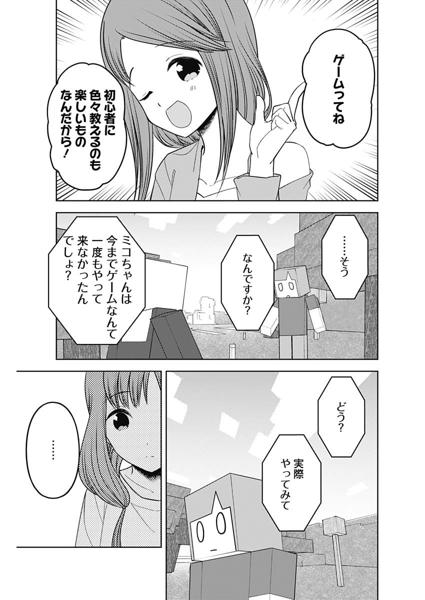 ゲームってね
初心者に
色々教えるのも
楽しいもの
なんだから！
……そう
なんですか？
ミコちゃんは
今までゲームなんて
一度もやって
来なかったん
でしょ？
どう？
実際
やってみて
……